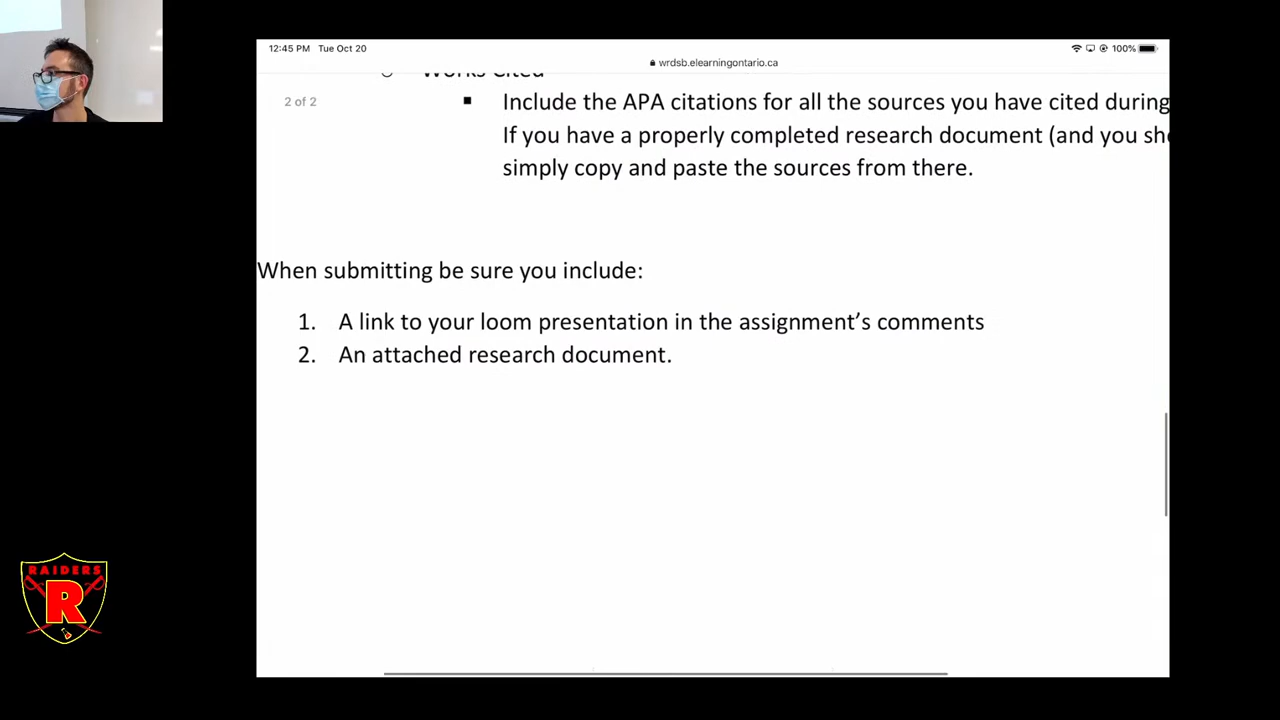 12:45 PM Tue Oct 20
100%
wrdsb.elearningontario.ca
Works Cited
2 of 2
Include the APA citations for all the sources you have cited during
If you have a properly completed research document (and you sh
simply copy and paste the sources from there.
When submitting be sure you include:
1. A link to your loom presentation in the assignment’s comments
2. An attached research document.
RAIDERS
R